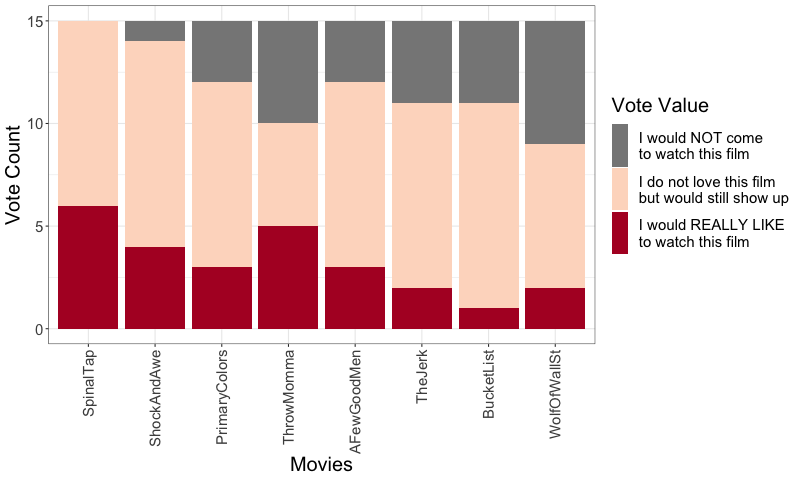 15
10
5
0
Vote Count
SpinalTap
ShockAndAwe
PrimaryColors
ThrowMomma
AFewGoodMen
TheJerk
BucketList
WolfOfWallSt
Movies
Vote Value
I would NOT come
to watch this film
I do not love this film
but would still show up
I would REALLY LIKE
to watch this film